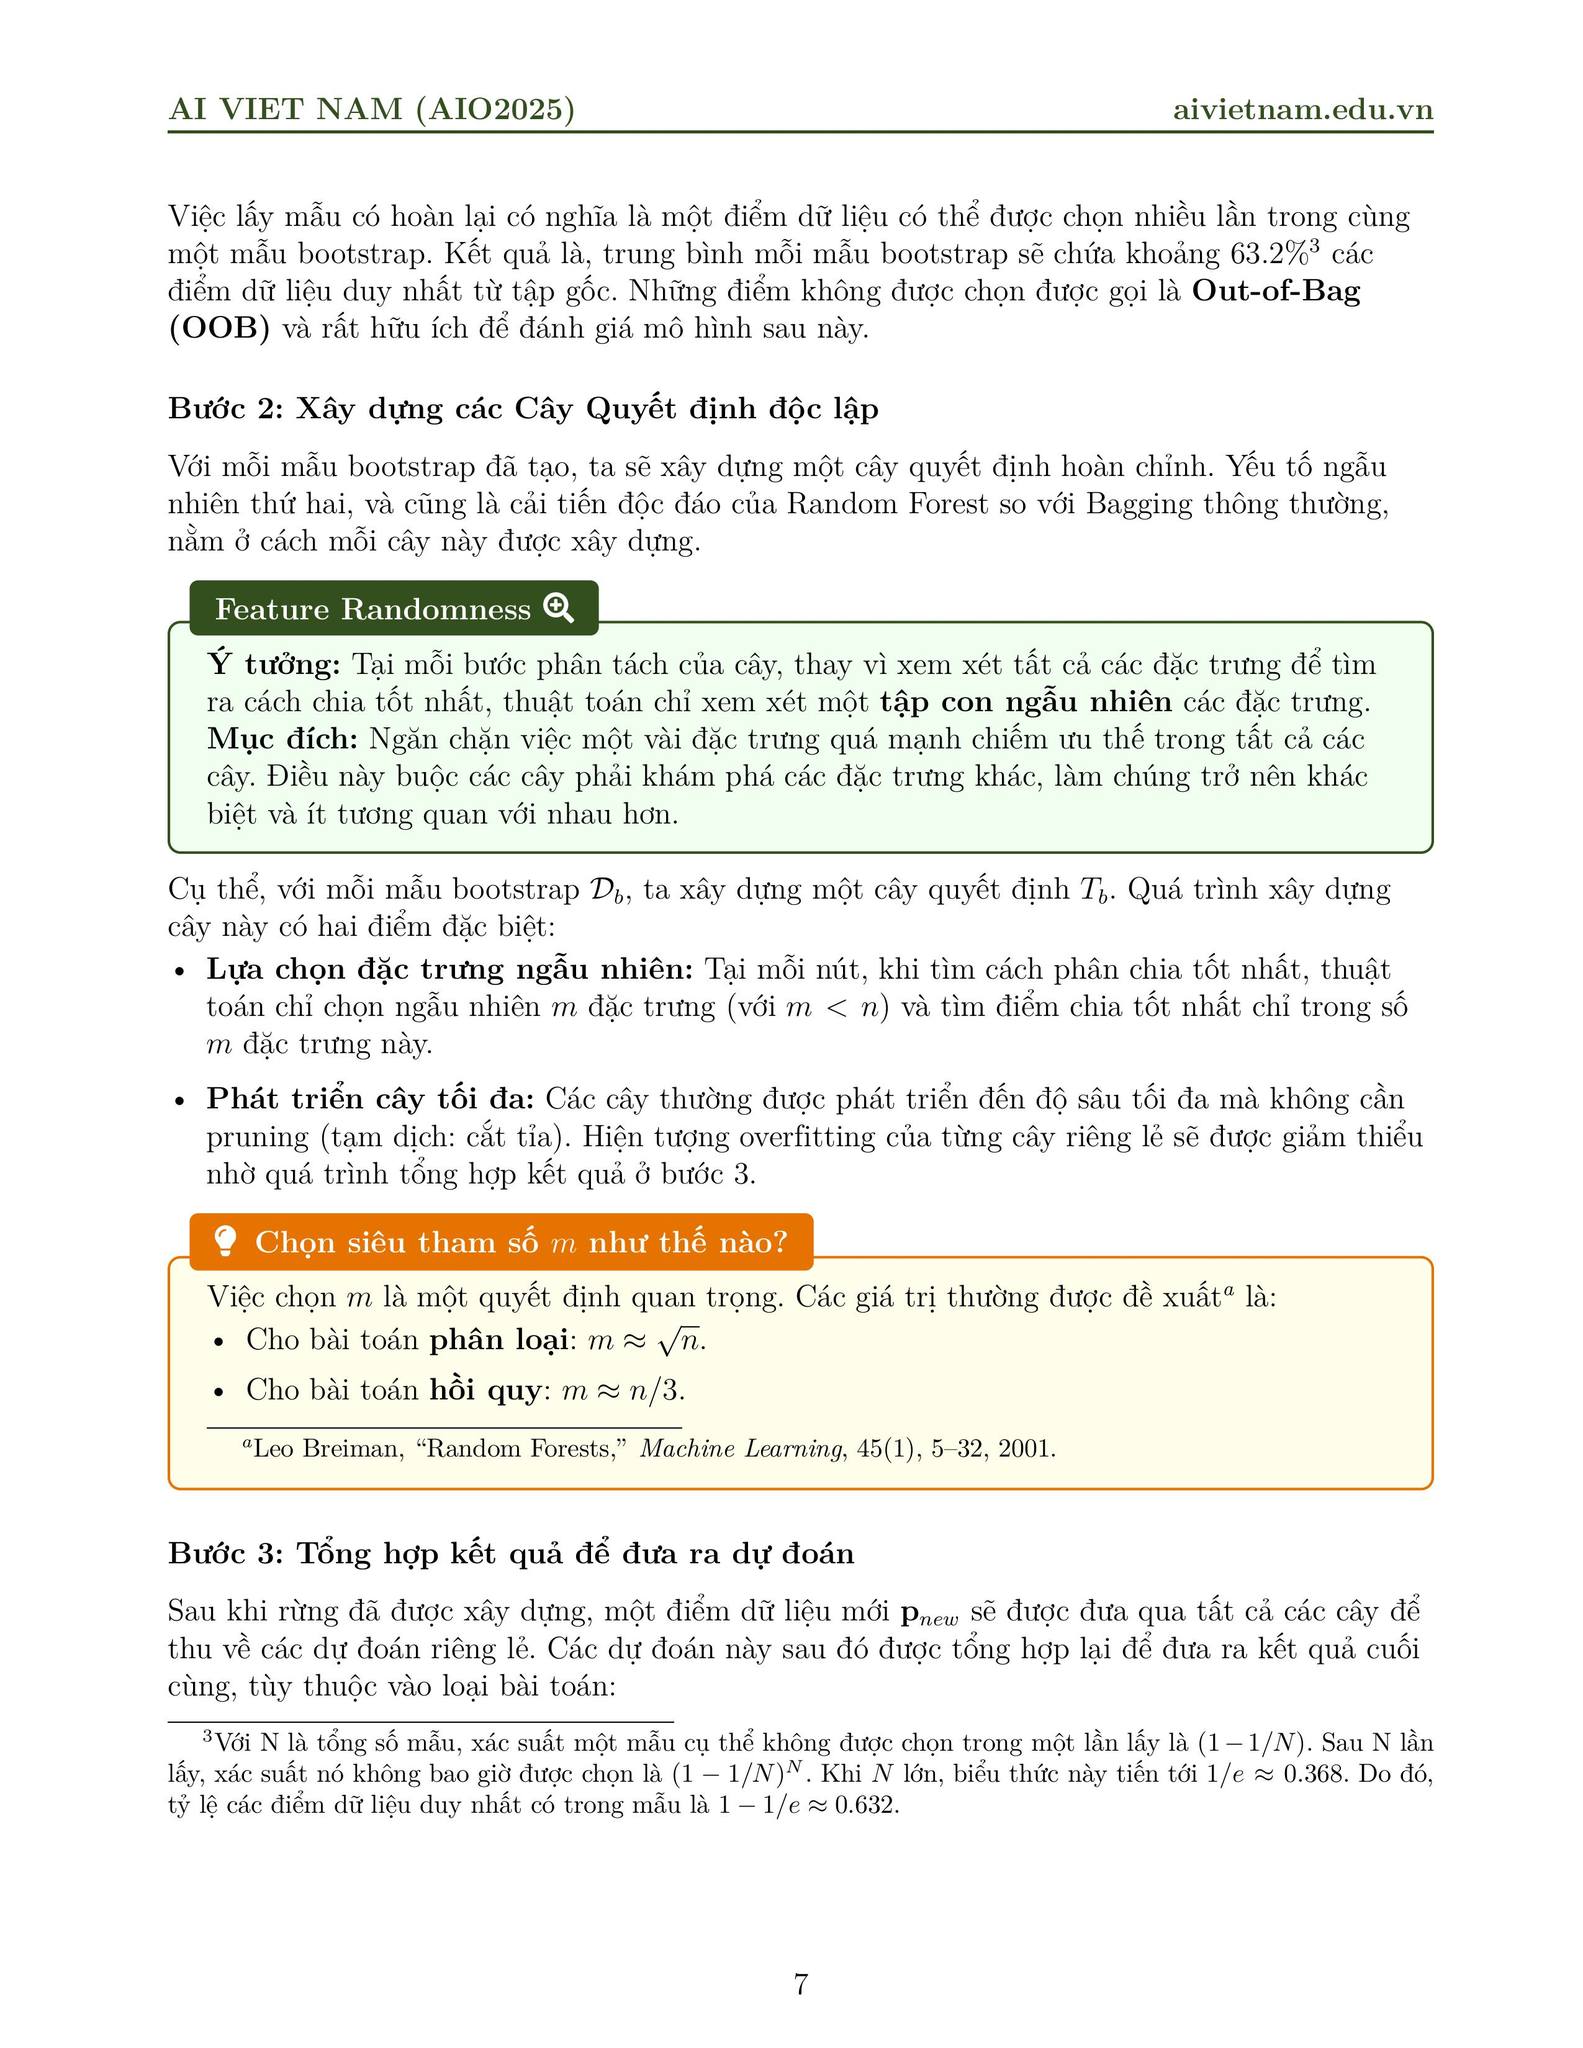 AI VIET NAM (AIO2025) aivietnam.edu.vn
Việc lấy mẫu có hoàn lại có nghĩa là một điểm dữ liệu có thể được chọn nhiều lần trong cùng
một mẫu bootstrap. Kết quả là, trung bình mỗi mẫu bootstrap sẽ chứa khoảng 63.2%³ các
điểm dữ liệu duy nhất từ tập gốc. Những điểm không được chọn được gọi là Out-of-Bag
(OOB) và rất hữu ích để đánh giá mô hình sau này.
Bước 2: Xây dựng các Cây Quyết định độc lập
Với mỗi mẫu bootstrap đã tạo, ta sẽ xây dựng một cây quyết định hoàn chỉnh. Yếu tố ngẫu
nhiên thứ hai, và cũng là cải tiến độc đáo của Random Forest so với Bagging thông thường,
nằm ở cách mỗi cây này được xây dựng.
Feature Randomness
Ý tưởng: Tại mỗi bước phân tách của cây, thay vì xem xét tất cả các đặc trưng để tìm
ra cách chia tốt nhất, thuật toán chỉ xem xét một tập con ngẫu nhiên các đặc trưng.
Mục đích: Ngăn chặn việc một vài đặc trưng quá mạnh chiếm ưu thế trong tất cả các
cây. Điều này buộc các cây phải khám phá các đặc trưng khác, làm chúng trở nên khác
biệt và ít tương quan với nhau hơn.
Cụ thể, với mỗi mẫu bootstrap 𝒟_b, ta xây dựng một cây quyết định T_b. Quá trình xây dựng
cây này có hai điểm đặc biệt:
• Lựa chọn đặc trưng ngẫu nhiên: Tại mỗi nút, khi tìm cách phân chia tốt nhất, thuật
toán chỉ chọn ngẫu nhiên m đặc trưng (với m < n) và tìm điểm chia tốt nhất chỉ trong số
m đặc trưng này.
• Phát triển cây tối đa: Các cây thường được phát triển đến độ sâu tối đa mà không cần
pruning (tạm dịch: cắt tỉa). Hiện tượng overfitting của từng cây riêng lẻ sẽ được giảm thiểu
nhờ quá trình tổng hợp kết quả ở bước 3.
Chọn siêu tham số m như thế nào?
Việc chọn m là một quyết định quan trọng. Các giá trị thường được đề xuấtᵃ là:
• Cho bài toán phân loại: m ≈ √n.
• Cho bài toán hồi quy: m ≈ n/3.
ᵃLeo Breiman, “Random Forests,” Machine Learning, 45(1), 5–32, 2001.
Bước 3: Tổng hợp kết quả để đưa ra dự đoán
Sau khi rừng đã được xây dựng, một điểm dữ liệu mới p_new sẽ được đưa qua tất cả các cây để
thu về các dự đoán riêng lẻ. Các dự đoán này sau đó được tổng hợp lại để đưa ra kết quả cuối
cùng, tùy thuộc vào loại bài toán:
³Với N là tổng số mẫu, xác suất một mẫu cụ thể không được chọn trong một lần lấy là (1 − 1/N). Sau N lần
lấy, xác suất nó không bao giờ được chọn là (1 − 1/N)ᴺ. Khi N lớn, biểu thức này tiến tới 1/e ≈ 0.368. Do đó,
tỷ lệ các điểm dữ liệu duy nhất có trong mẫu là 1 − 1/e ≈ 0.632.
7